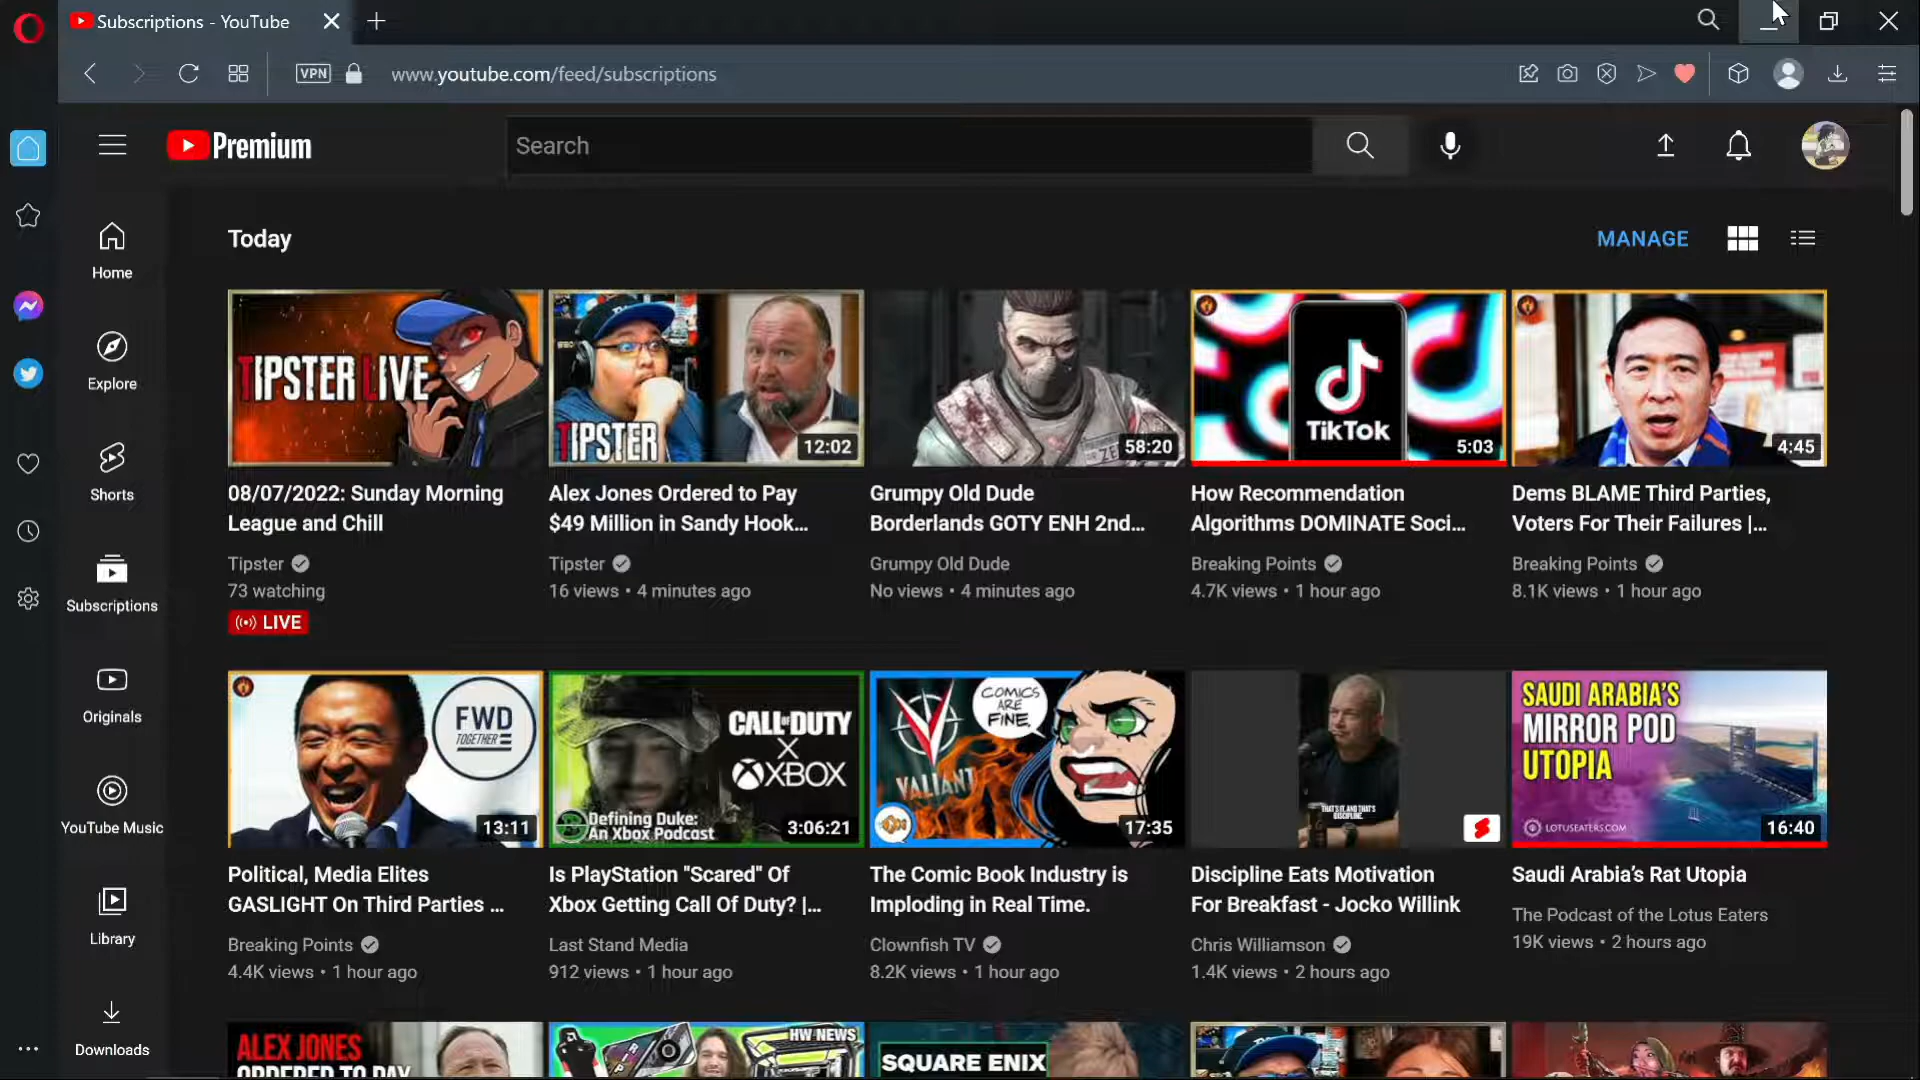 Subscriptions - YouTube
VPN
www.youtube.com/feed/subscriptions
Premium
Search
Home
Explore
Shorts
Subscriptions
Originals
YouTube Music
Library
Downloads
Today
MANAGE
TIPSTER LIVE
TIPSTER
12:02
58:20
TikTok
5:03
4:45
08/07/2022: Sunday Morning
League and Chill
Tipster
73 watching
LIVE
Alex Jones Ordered to Pay
$49 Million in Sandy Hook...
Tipster
16 views • 4 minutes ago
Grumpy Old Dude
Borderlands GOTY ENH 2nd...
Grumpy Old Dude
No views • 4 minutes ago
How Recommendation
Algorithms DOMINATE Soci...
Breaking Points
4.7K views • 1 hour ago
Dems BLAME Third Parties,
Voters For Their Failures |...
Breaking Points
8.1K views • 1 hour ago
FWD
TOGETHER
13:11
CALL OF DUTY
X
XBOX
Defining Duke:
An Xbox Podcast
3:06:21
COMICS
ARE
FINE.
VALIANT
17:35
THAT'S IT, AND THAT'S
DISCIPLINE.
SAUDI ARABIA'S
MIRROR POD
UTOPIA
LOTUSEATERS.COM
16:40
Political, Media Elites
GASLIGHT On Third Parties ...
Breaking Points
4.4K views • 1 hour ago
Is PlayStation "Scared" Of
Xbox Getting Call Of Duty? |...
Last Stand Media
912 views • 1 hour ago
The Comic Book Industry is
Imploding in Real Time.
Clownfish TV
8.2K views • 1 hour ago
Discipline Eats Motivation
For Breakfast - Jocko Willink
Chris Williamson
1.4K views • 2 hours ago
Saudi Arabia's Rat Utopia
The Podcast of the Lotus Eaters
19K views • 2 hours ago
ALEX JONES
ORDERED TO PAY
RIP
HW NEWS
SQUARE ENIX